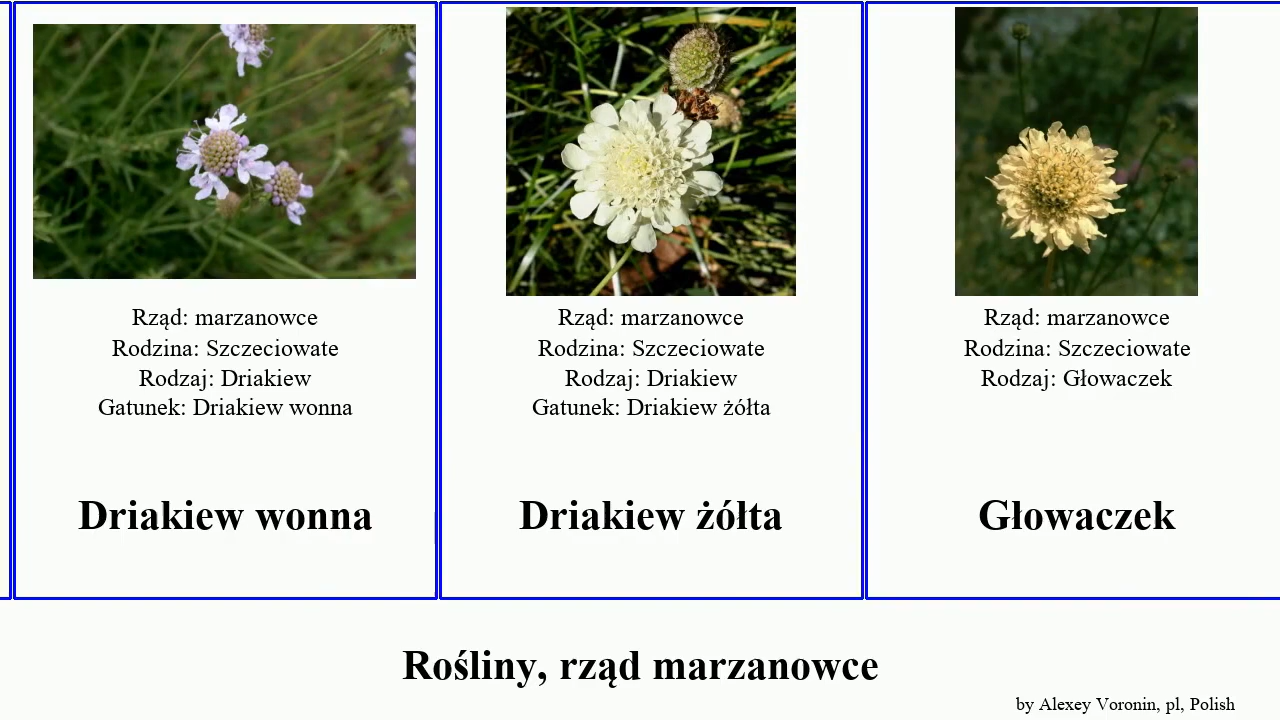 Rząd: marzanowce
Rodzina: Szczeciowate
Rodzaj: Driakiew
Gatunek: Driakiew wonna
Driakiew wonna
Rząd: marzanowce
Rodzina: Szczeciowate
Rodzaj: Driakiew
Gatunek: Driakiew żółta
Driakiew żółta
Rząd: marzanowce
Rodzina: Szczeciowate
Rodzaj: Głowaczek
Głowaczek
Rośliny, rząd marzanowce
by Alexey Voronin, pl, Polish